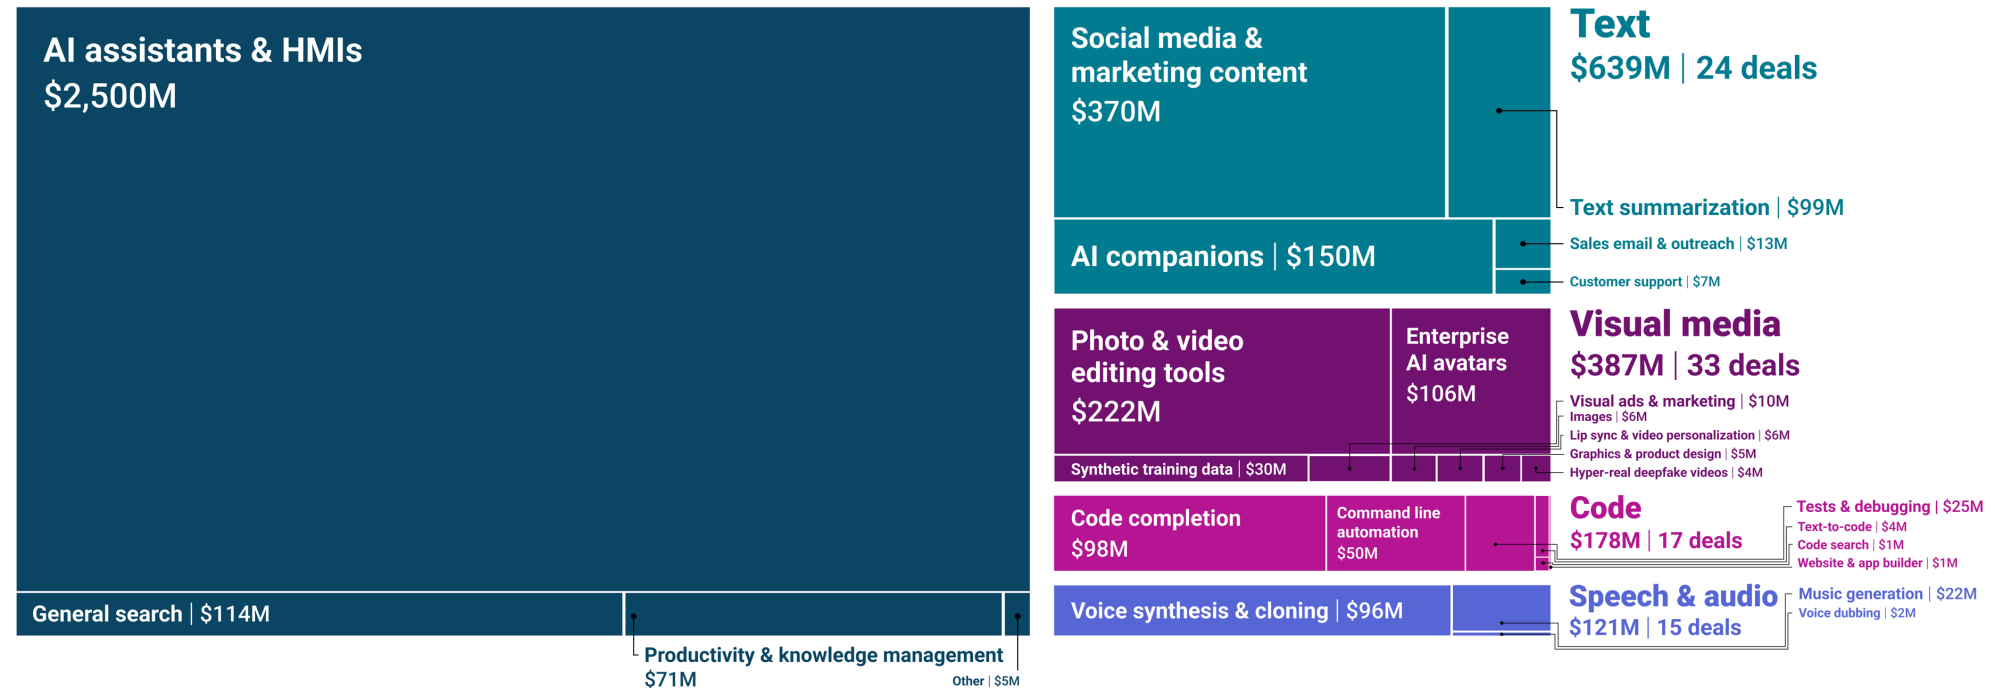 AI assistants & HMIs
$2,500M
General search | $114M
Productivity & knowledge management
$71M
Other | $5M
Social media &
marketing content
$370M
AI companions | $150M
Text
$639M | 24 deals
Text summarization | $99M
Sales email & outreach | $13M
Customer support | $7M
Photo & video
editing tools
$222M
Enterprise
AI avatars
$106M
Synthetic training data | $30M
Visual media
$387M | 33 deals
Visual ads & marketing | $10M
Images | $6M
Lip sync & video personalization | $6M
Graphics & product design | $5M
Hyper-real deepfake videos | $4M
Code completion
$98M
Command line
automation
$50M
Code
$178M | 17 deals
Tests & debugging | $25M
Text-to-code | $4M
Code search | $1M
Website & app builder | $1M
Voice synthesis & cloning | $96M
Speech & audio
$121M | 15 deals
Music generation | $22M
Voice dubbing | $2M